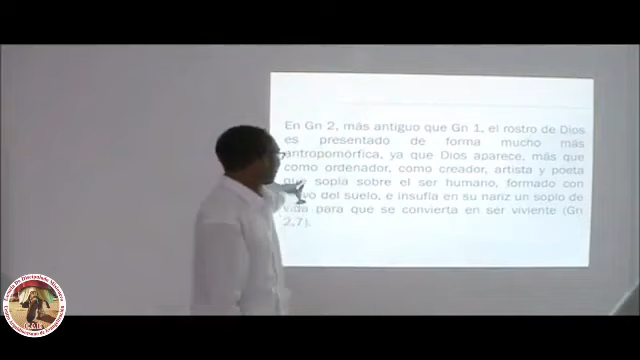 En Gn 2, más antiguo que Gn 1, el rostro de Dios
es presentado de forma mucho más
antropomórfica, ya que Dios aparece, más que
como ordenador, como creador, artista y poeta
que sopla sobre el ser humano, formado con
del suelo, e insufla en su nariz un soplo de
vida para que se convierta en ser viviente (Gn
2,7).